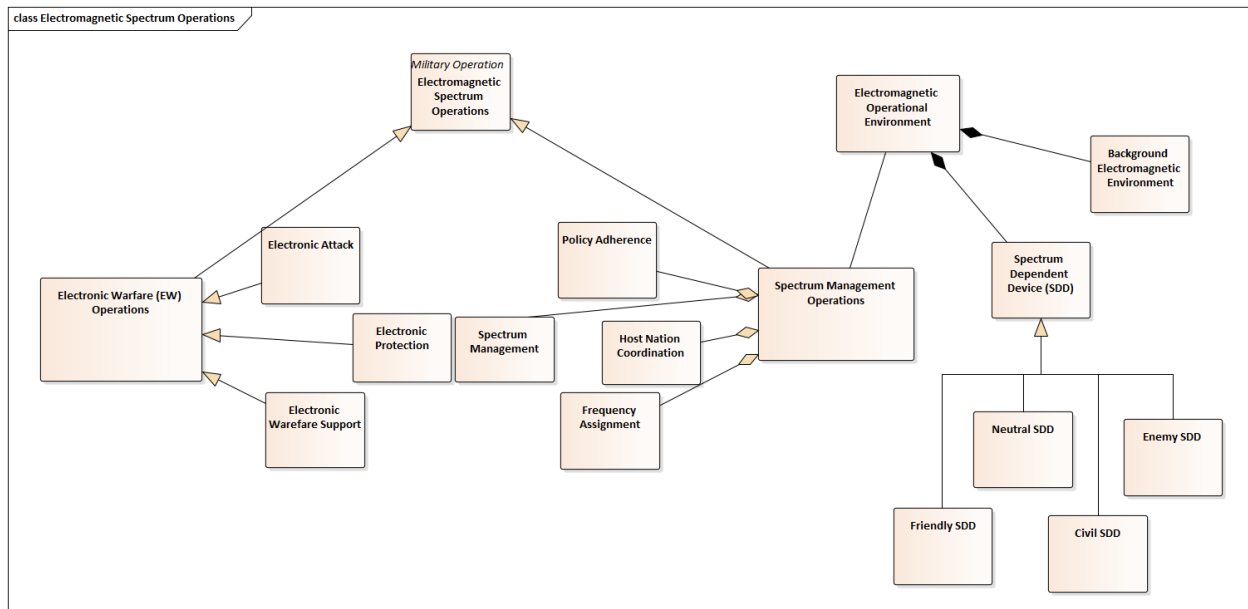 class Electromagnetic Spectrum Operations
Military Operation
Electromagnetic
Spectrum
Operations
Electromagnetic
Operational
Environment
Background
Electromagnetic
Environment
Electronic Attack
Policy Adherence
Spectrum
Dependent
Device (SDD)
Electronic Warfare (EW)
Operations
Spectrum Management
Operations
Electronic
Protection
Spectrum
Management
Host Nation
Coordination
Electronic
Warefare Support
Frequency
Assignment
Neutral SDD
Enemy SDD
Friendly SDD
Civil SDD